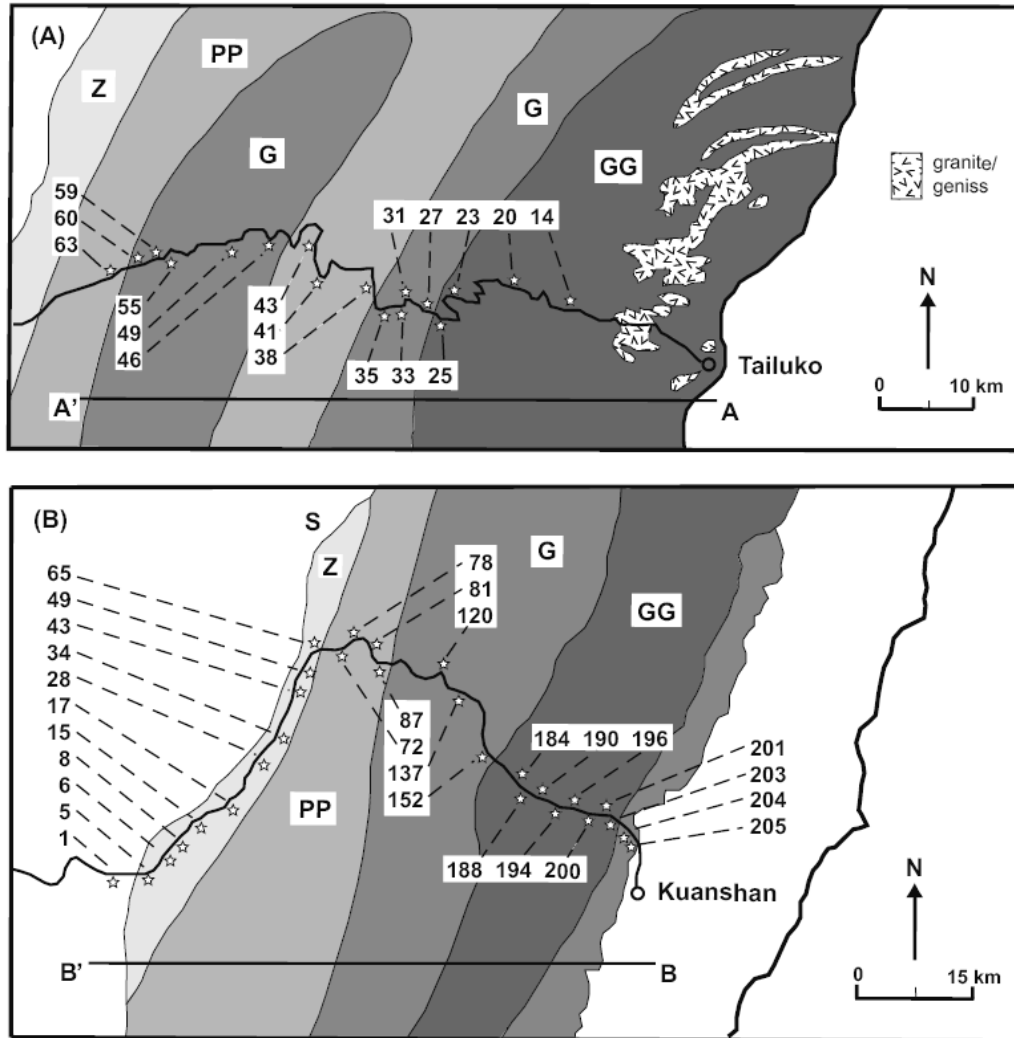 (A)
Z
PP
G
G
GG
granite/
geniss
59
60
63
31 27 23 20 14
55
49
46
43
41
38
35 33 25
N
Tailuko
0 10 km
A' A
(B)
S
Z
G
GG
PP
65
49
43
34
28
17
15
8
6
5
1
78
81
120
87
72
137
152
184 190 196
188 194 200
201
203
204
205
Kuanshan
N
B' B
0 15 km